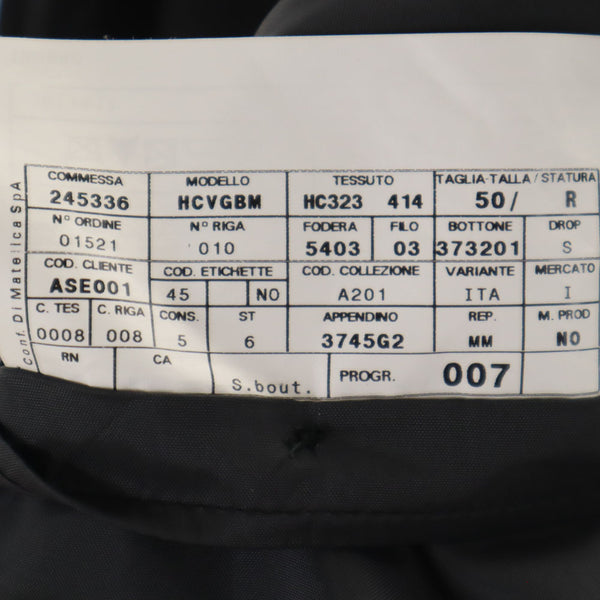 COMMESSA MODELLO TESSUTO TAGLIA-TALLA / STATURA
245336 HCVGBM HC323 414 50/ R
N° ORDINE N° RIGA FODERA FILO BOTTONE DROP
01521 010 5403 03 373201 S
COD. CLIENTE COD. ETICHETTE COD. COLLEZIONE VARIANTE MERCATO
ASE001 45 NO A201 ITA I
C. TES C. RIGA CONS. ST APPENDINO REP. M. PROD
0008 008 5 6 3745G2 MM NO
RN CA S.bout. PROGR. 007
conf. Di Matelica SpA